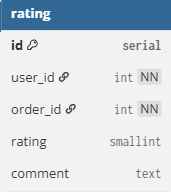 rating
id serial
user_id int NN
order_id int NN
rating smallint
comment text